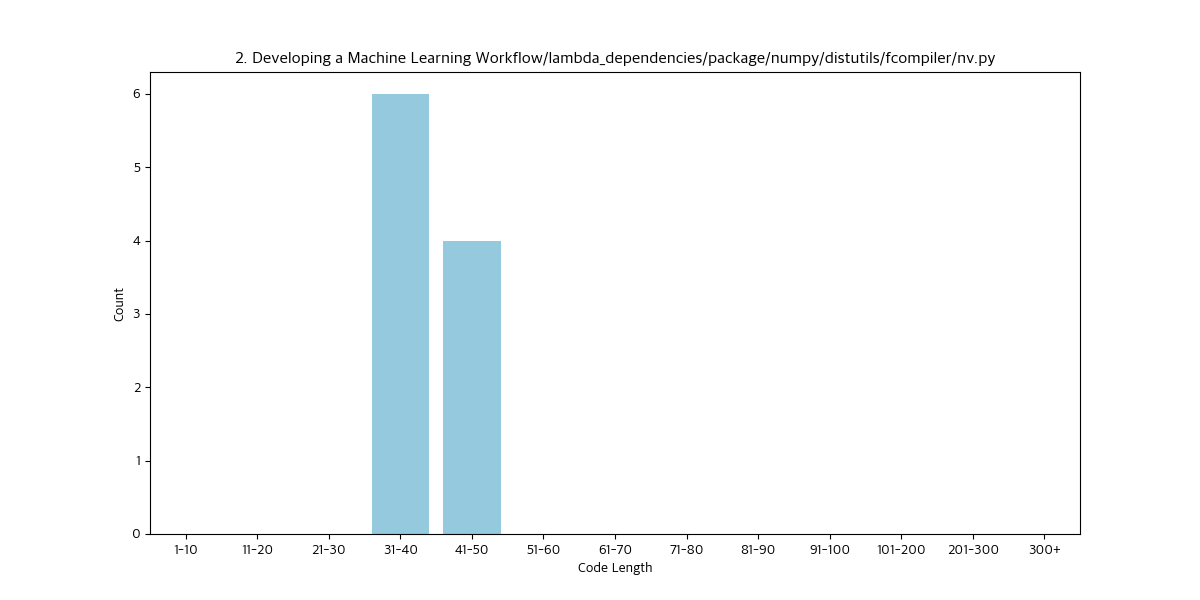 2. Developing a Machine Learning Workflow/lambda_dependencies/package/numpy/distutils/fcompiler/nv.py
6
5
4
3
2
1
0
Count
1-10 11-20 21-30 31-40 41-50 51-60 61-70 71-80 81-90 91-100 101-200 201-300 300+
Code Length